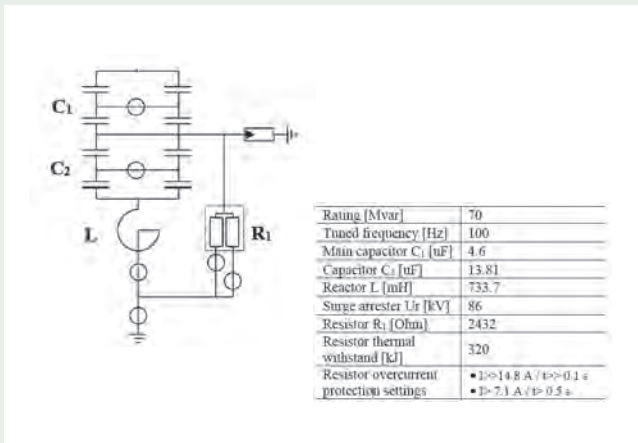 C1
C2
L
R1
Rating [Mvar] 70
Tuned frequency [Hz] 100
Main capacitor C1 [uF] 4.6
Capacitor C2 [uF] 13.81
Reactor L [mH] 733.7
Surge arrester Ur [kV] 86
Resistor R1 [Ohm] 2432
Resistor thermal
withstand [kJ] 320
Resistor overcurrent
protection settings
• I>>14.8 A / t>>0.1 s
• I>7.1 A / t>0.5 s